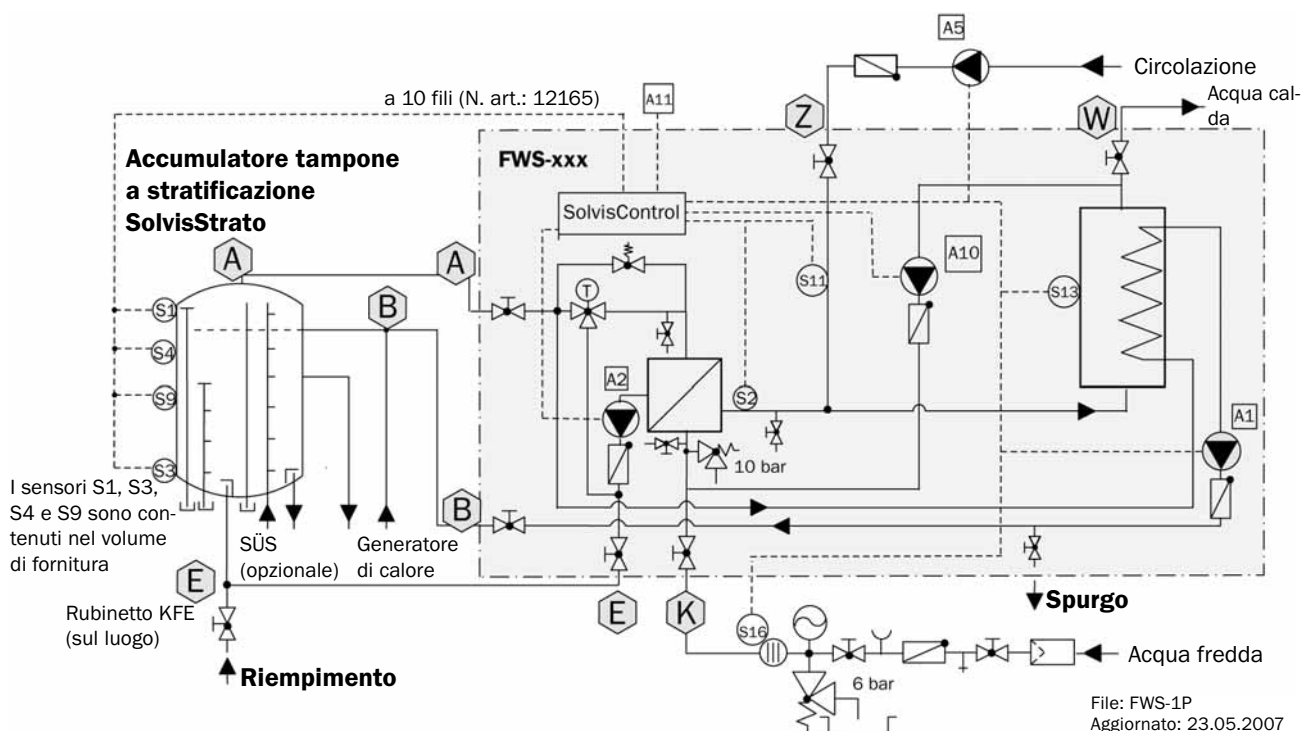 A5
Circolazione
a 10 fili (N. art.: 12165)
A11
Acqua cal-
da
Z
W
Accumulatore tampone
a stratificazione
SolvisStrato
FWS-xxx
SolvisControl
A
A
A10
S11
S13
T
S1
B
S4
A2
S9
S2
A1
S3
10 bar
I sensori S1, S3,
S4 e S9 sono con-
tenuti nel volume
di fornitura
B
SÜS
(opzionale)
Generatore
di calore
E
E
K
Spurgo
Rubinetto KFE
(sul luogo)
S16
Acqua fredda
Riempimento
6 bar
File: FWS-1P
Aggiornato: 23.05.2007